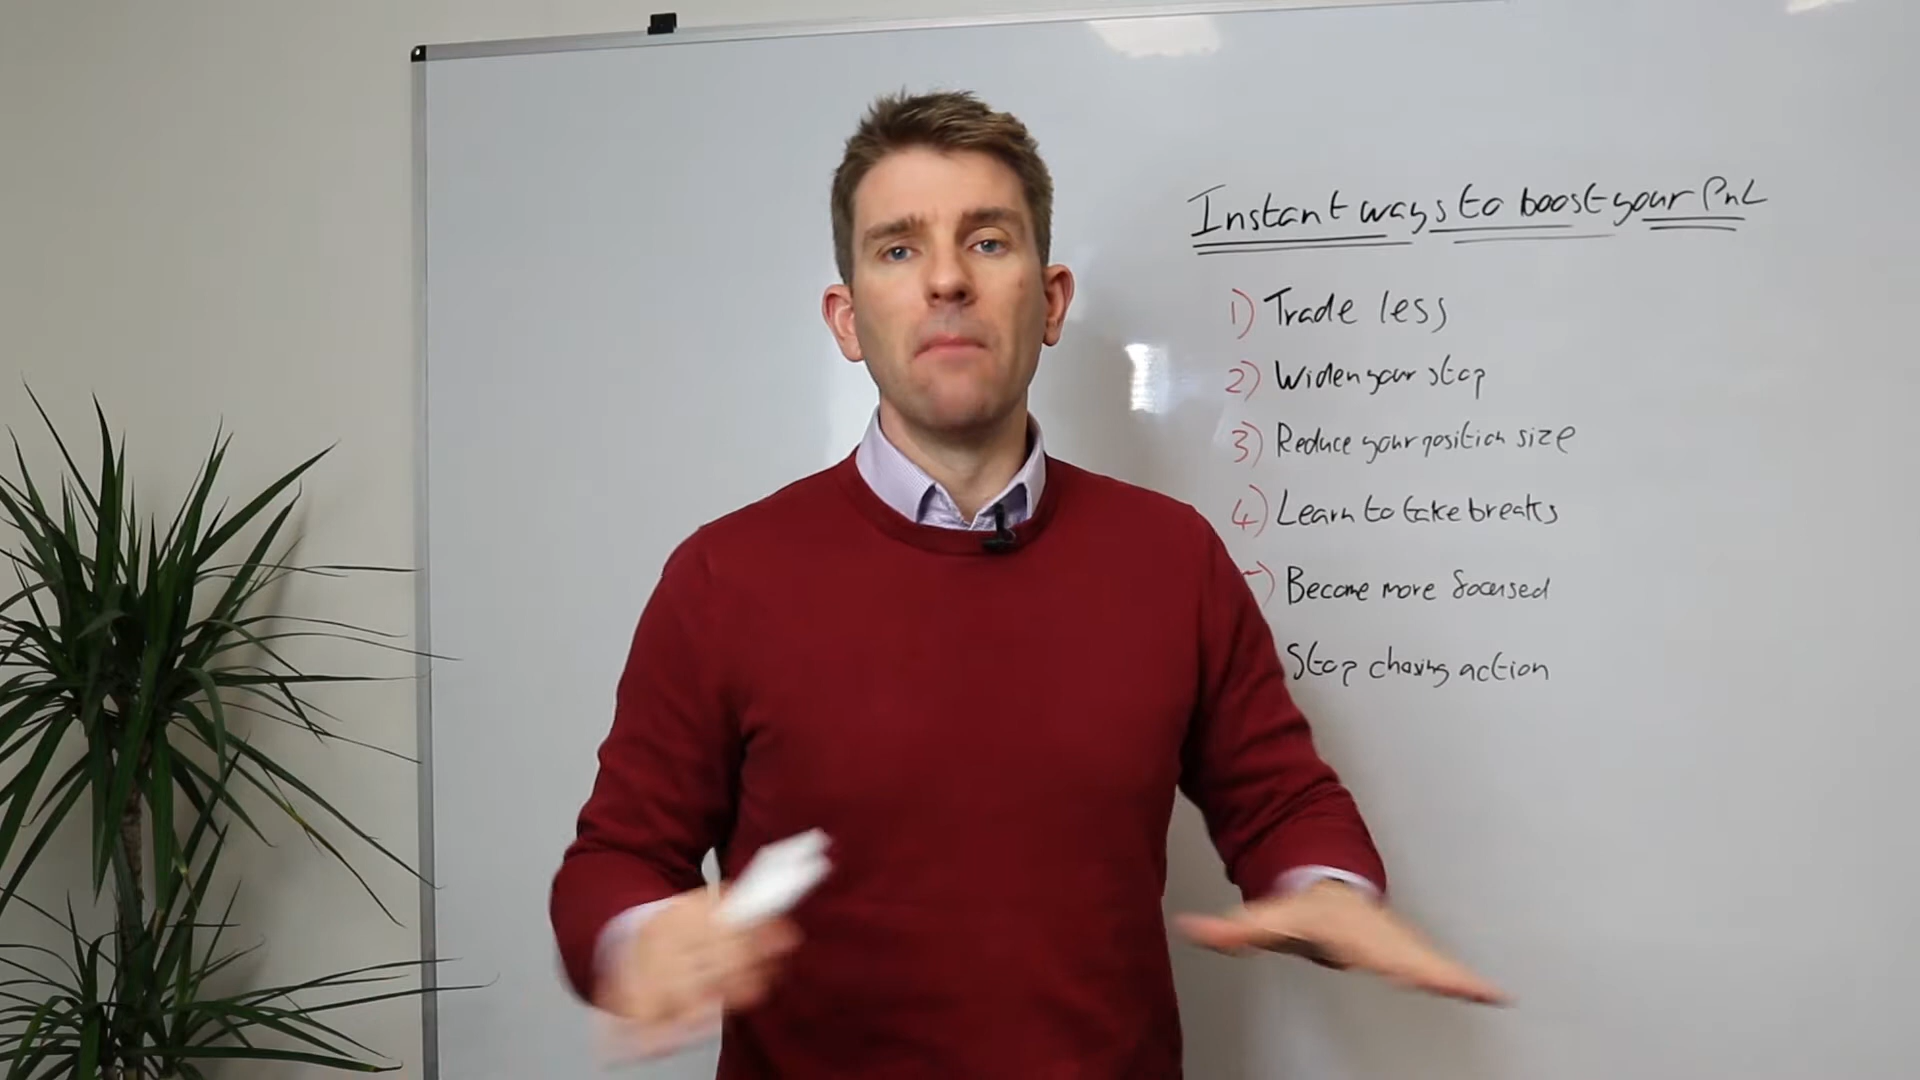 Instant ways to boost your PnL
1) Trade less
2) Widen your stop
3) Reduce your position size
4) Learn to take breaks
) Become more focused
Stop chasing action